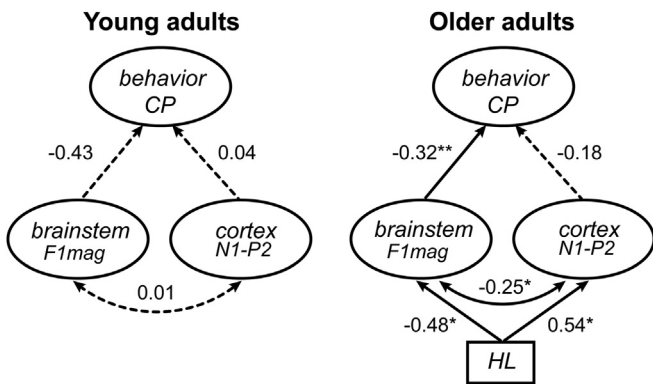 Young adults
behavior
CP
-0.43
0.04
brainstem
F1mag
cortex
N1-P2
0.01
Older adults
behavior
CP
-0.32**
-0.18
brainstem
F1mag
cortex
N1-P2
-0.25*
-0.48*
0.54*
HL